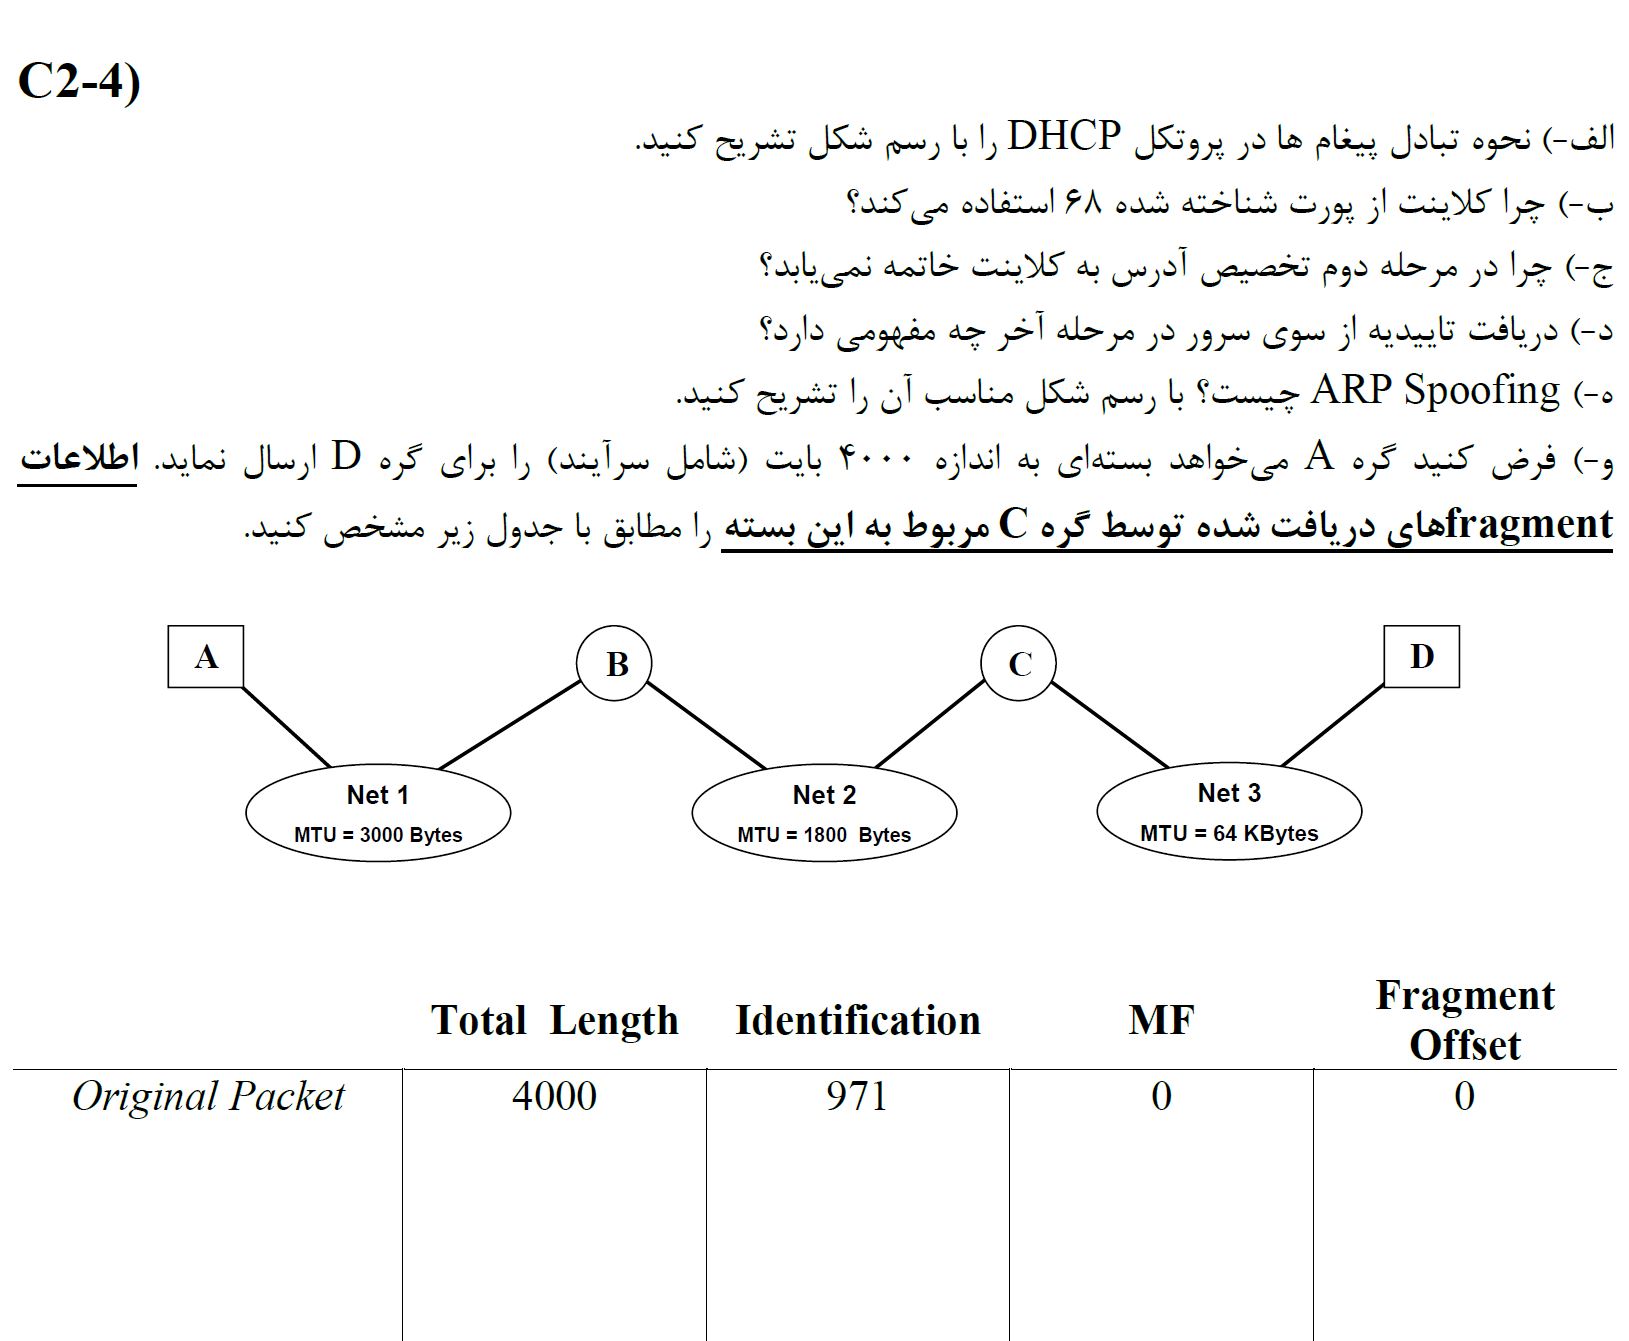 C2-4)
الف-) نحوه تبادل پیغام ها در پروتکل DHCP را با رسم شکل تشریح کنید.
ب-) چرا کلاینت از پورت شناخته شده ۶۸ استفاده می‌کند؟
ج-) چرا در مرحله دوم تخصیص آدرس به کلاینت خاتمه نمی‌یابد؟
د-) دریافت تاییدیه از سوی سرور در مرحله آخر چه مفهومی دارد؟
ه-) ARP Spoofing چیست؟ با رسم شکل مناسب آن را تشریح کنید.
و-) فرض کنید گره A می‌خواهد بسته‌ای به اندازه ۴۰۰۰ بایت (شامل سرآیند) را برای گره D ارسال نماید. اطلاعات
fragmentهای دریافت شده توسط گره C مربوط به این بسته را مطابق با جدول زیر مشخص کنید.
A B C D
Net 1 Net 2 Net 3
MTU = 3000 Bytes MTU = 1800 Bytes MTU = 64 KBytes
Total Length Identification MF Fragment Offset
Original Packet 4000 971 0 0